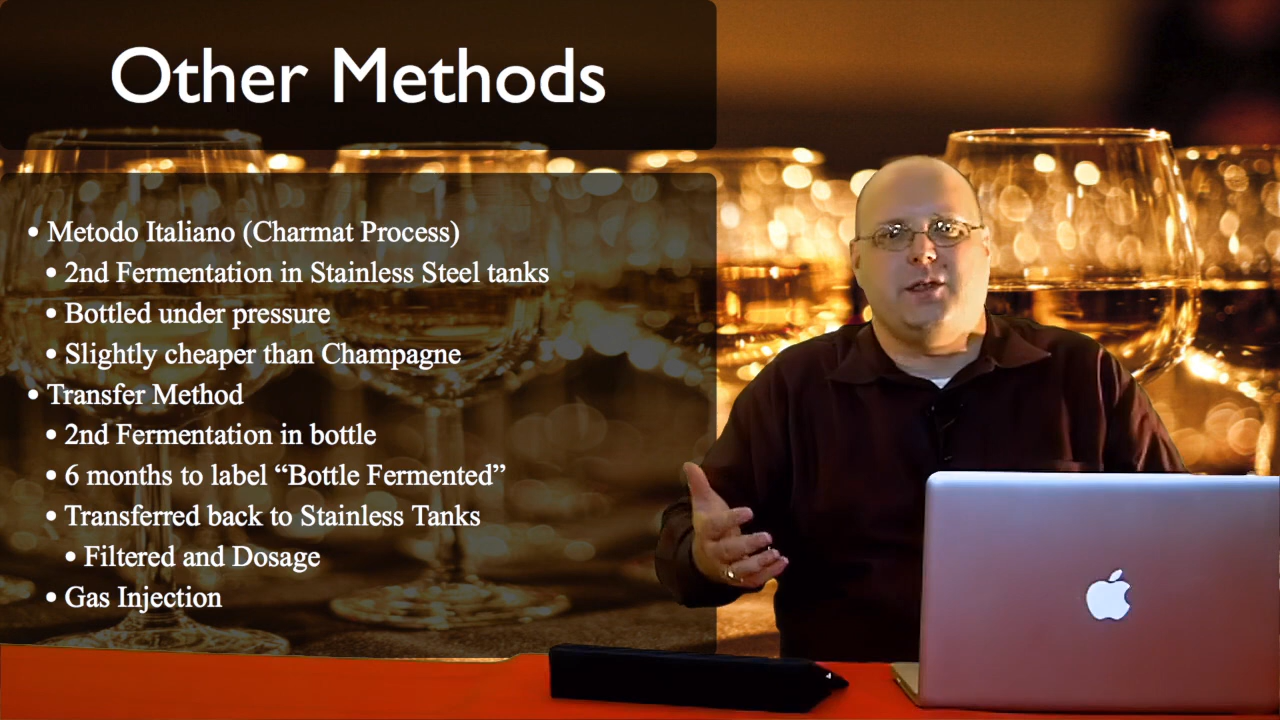 Other Methods
• Metodo Italiano (Charmat Process)
• 2nd Fermentation in Stainless Steel tanks
• Bottled under pressure
• Slightly cheaper than Champagne
• Transfer Method
• 2nd Fermentation in bottle
• 6 months to label “Bottle Fermented”
• Transferred back to Stainless Tanks
• Filtered and Dosage
• Gas Injection